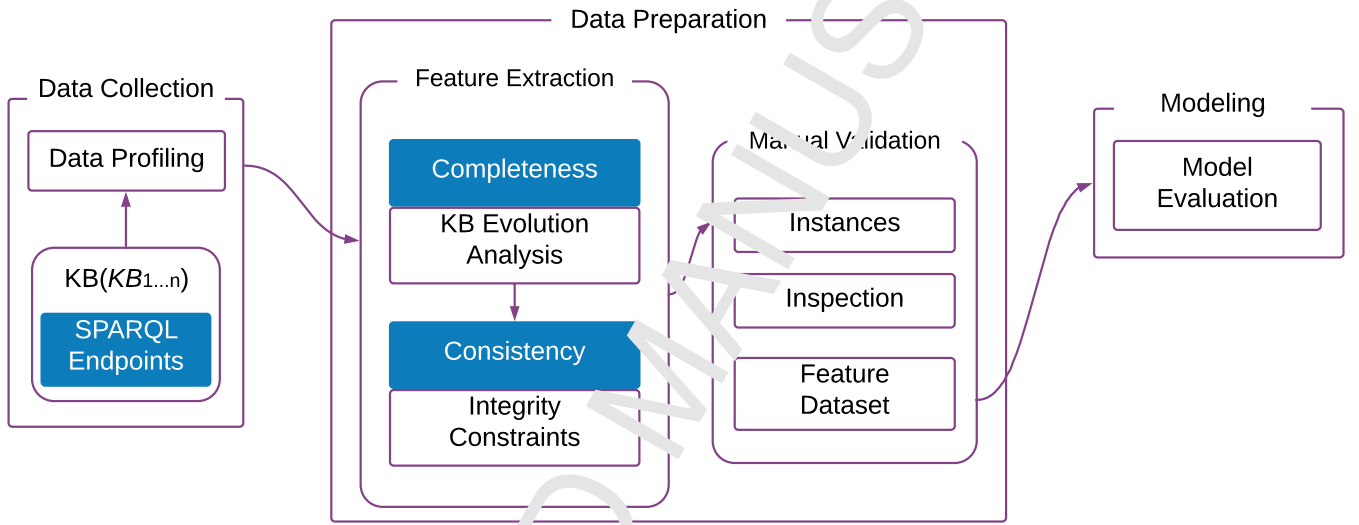 Data Collection
Data Profiling
KB(KB1...n)
SPARQL
Endpoints
Data Preparation
Feature Extraction
Completeness
KB Evolution
Analysis
Consistency
Integrity
Constraints
Manual Validation
Instances
Inspection
Feature
Dataset
Modeling
Model
Evaluation
D MANUS